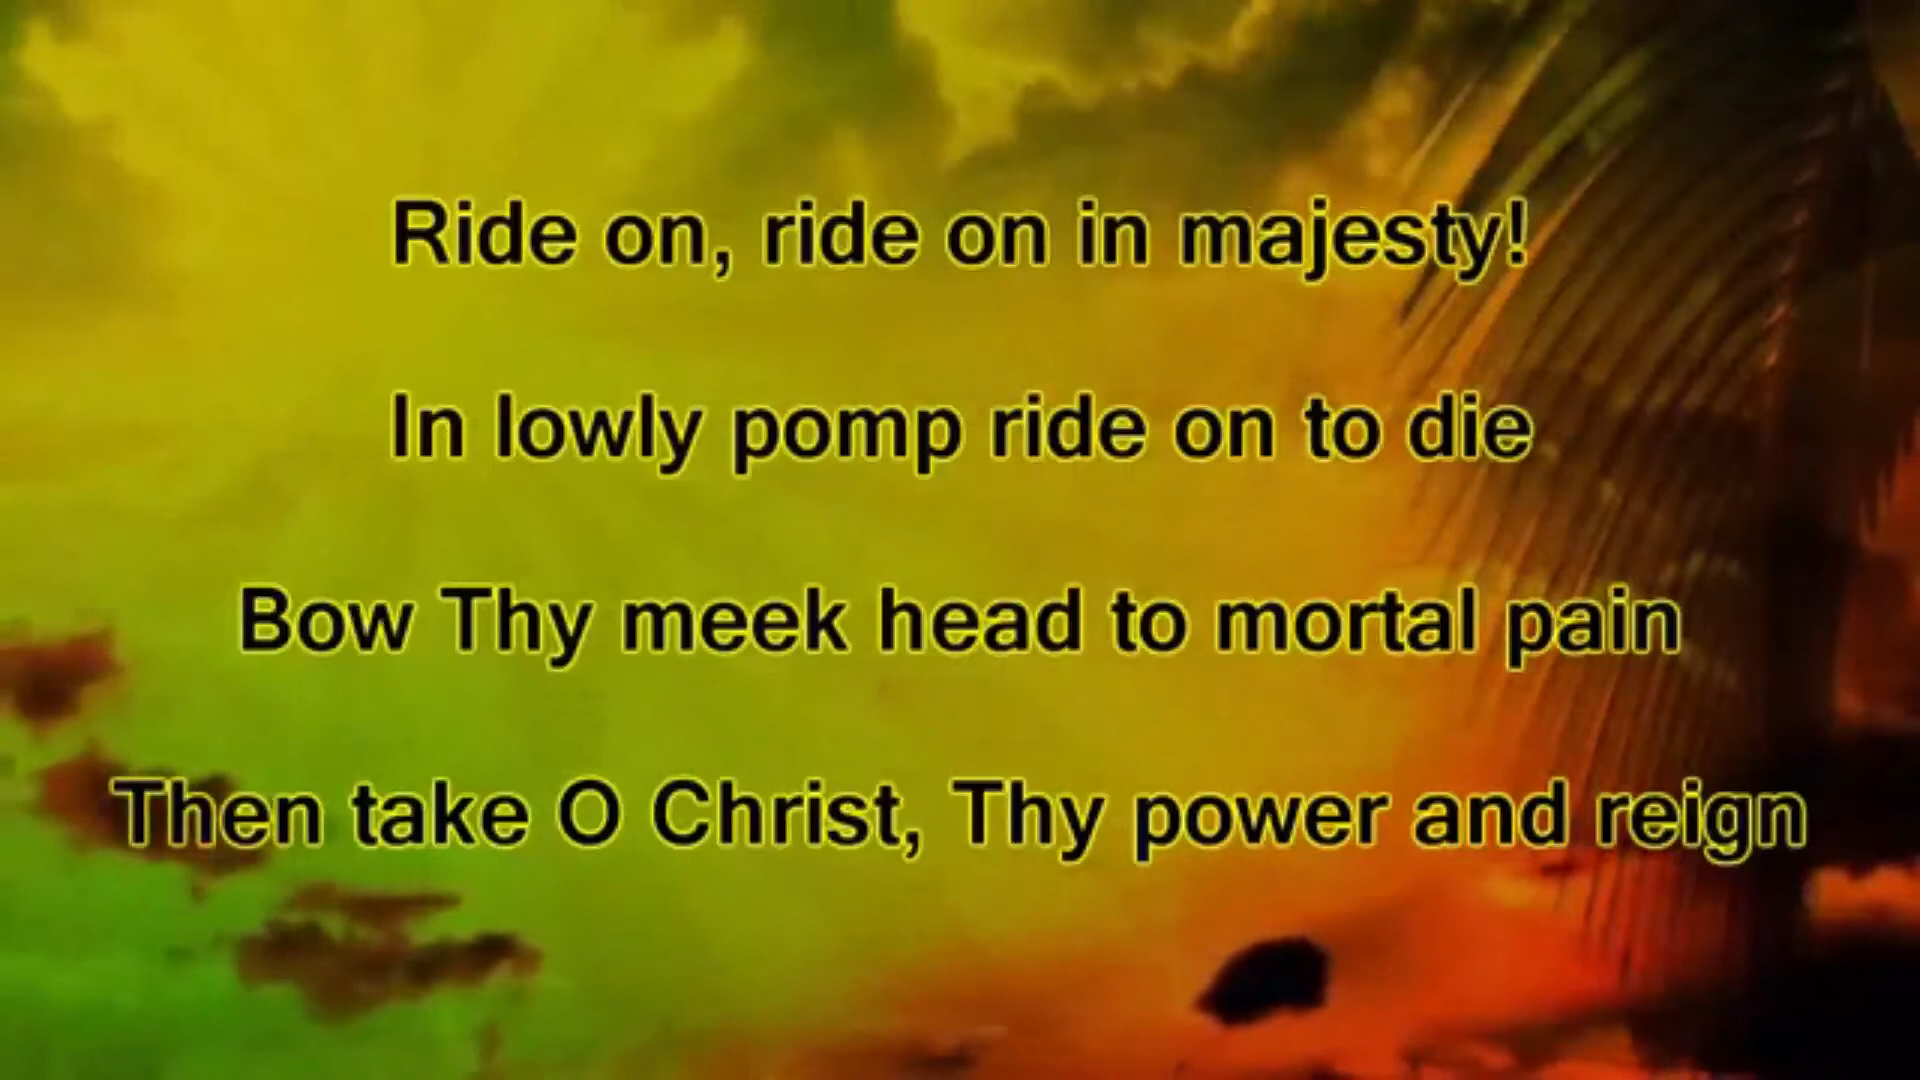 Ride on, ride on in majesty!
In lowly pomp ride on to die
Bow Thy meek head to mortal pain
Then take O Christ, Thy power and reign